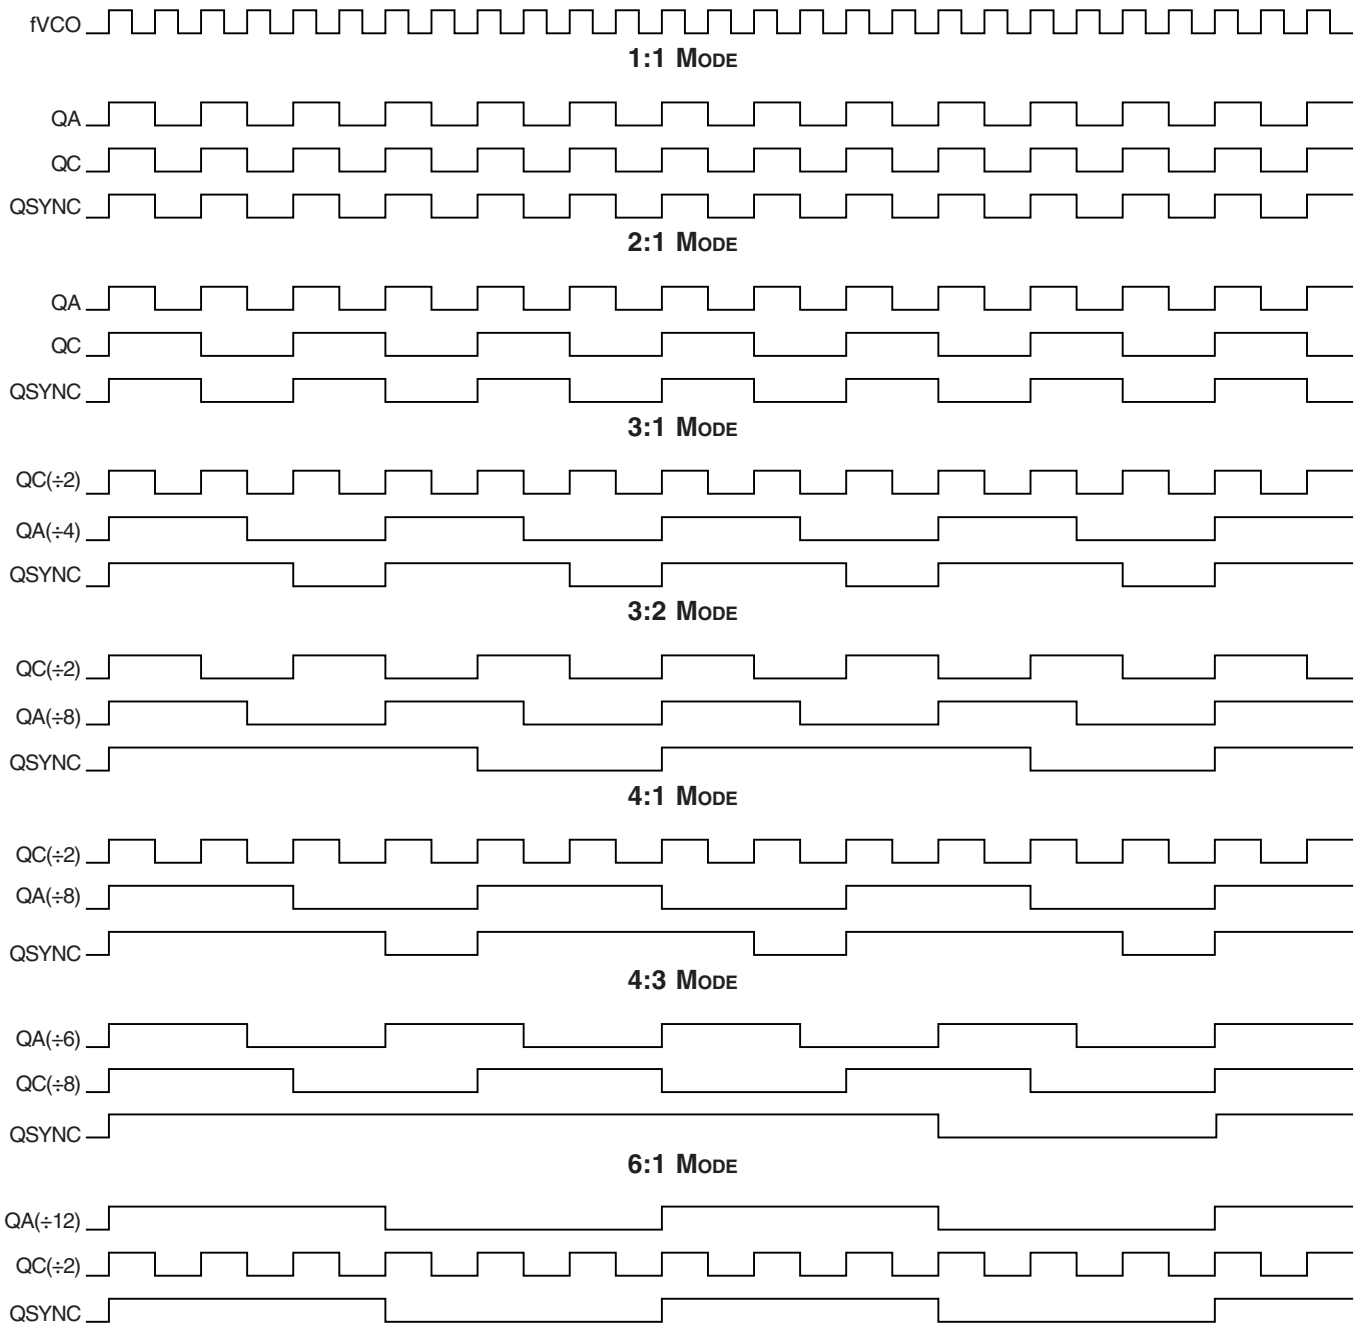 fVCO
1:1 MODE
QA
QC
QSYNC
2:1 MODE
QA
QC
QSYNC
3:1 MODE
QC(÷2)
QA(÷4)
QSYNC
3:2 MODE
QC(÷2)
QA(÷8)
QSYNC
4:1 MODE
QC(÷2)
QA(÷8)
QSYNC
4:3 MODE
QA(÷6)
QC(÷8)
QSYNC
6:1 MODE
QA(÷12)
QC(÷2)
QSYNC